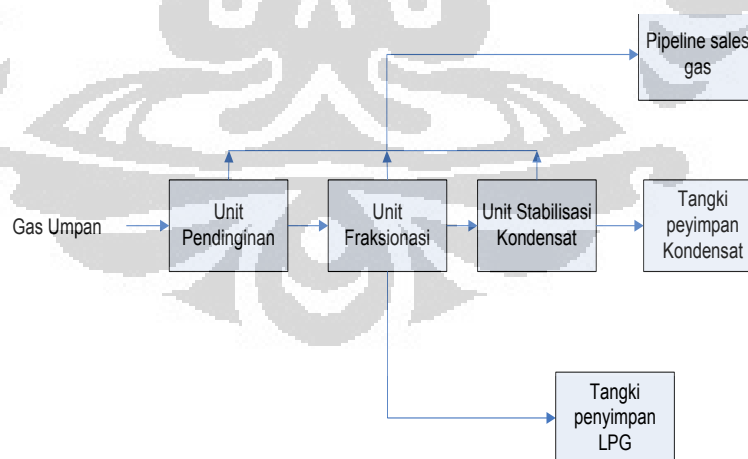 Pipeline sales
gas
Gas Umpan
Unit
Pendinginan
Unit
Fraksionasi
Unit Stabilisasi
Kondensat
Tangki
peyimpan
Kondensat
Tangki
penyimpan
LPG